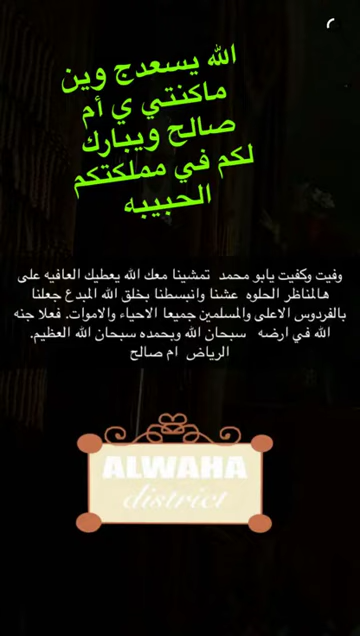 الله يسعدج وين
ماكنتي ي أم
صالح ويبارك
لكم في مملكتكم
الحبيبه
وفيت وكفيت يابو محمد تمشينا معك الله يعطيك العافيه على
هالمناظر الحلوه عشنا وانبسطنا بخلق الله المبدع جعلنا
بالفردوس الاعلى والمسلمين جميعا الاحياء والاموات. فعلا جنه
الله في ارضه سبحان الله وبحمده سبحان الله العظيم.
الرياض ام صالح
ALWAHA
district